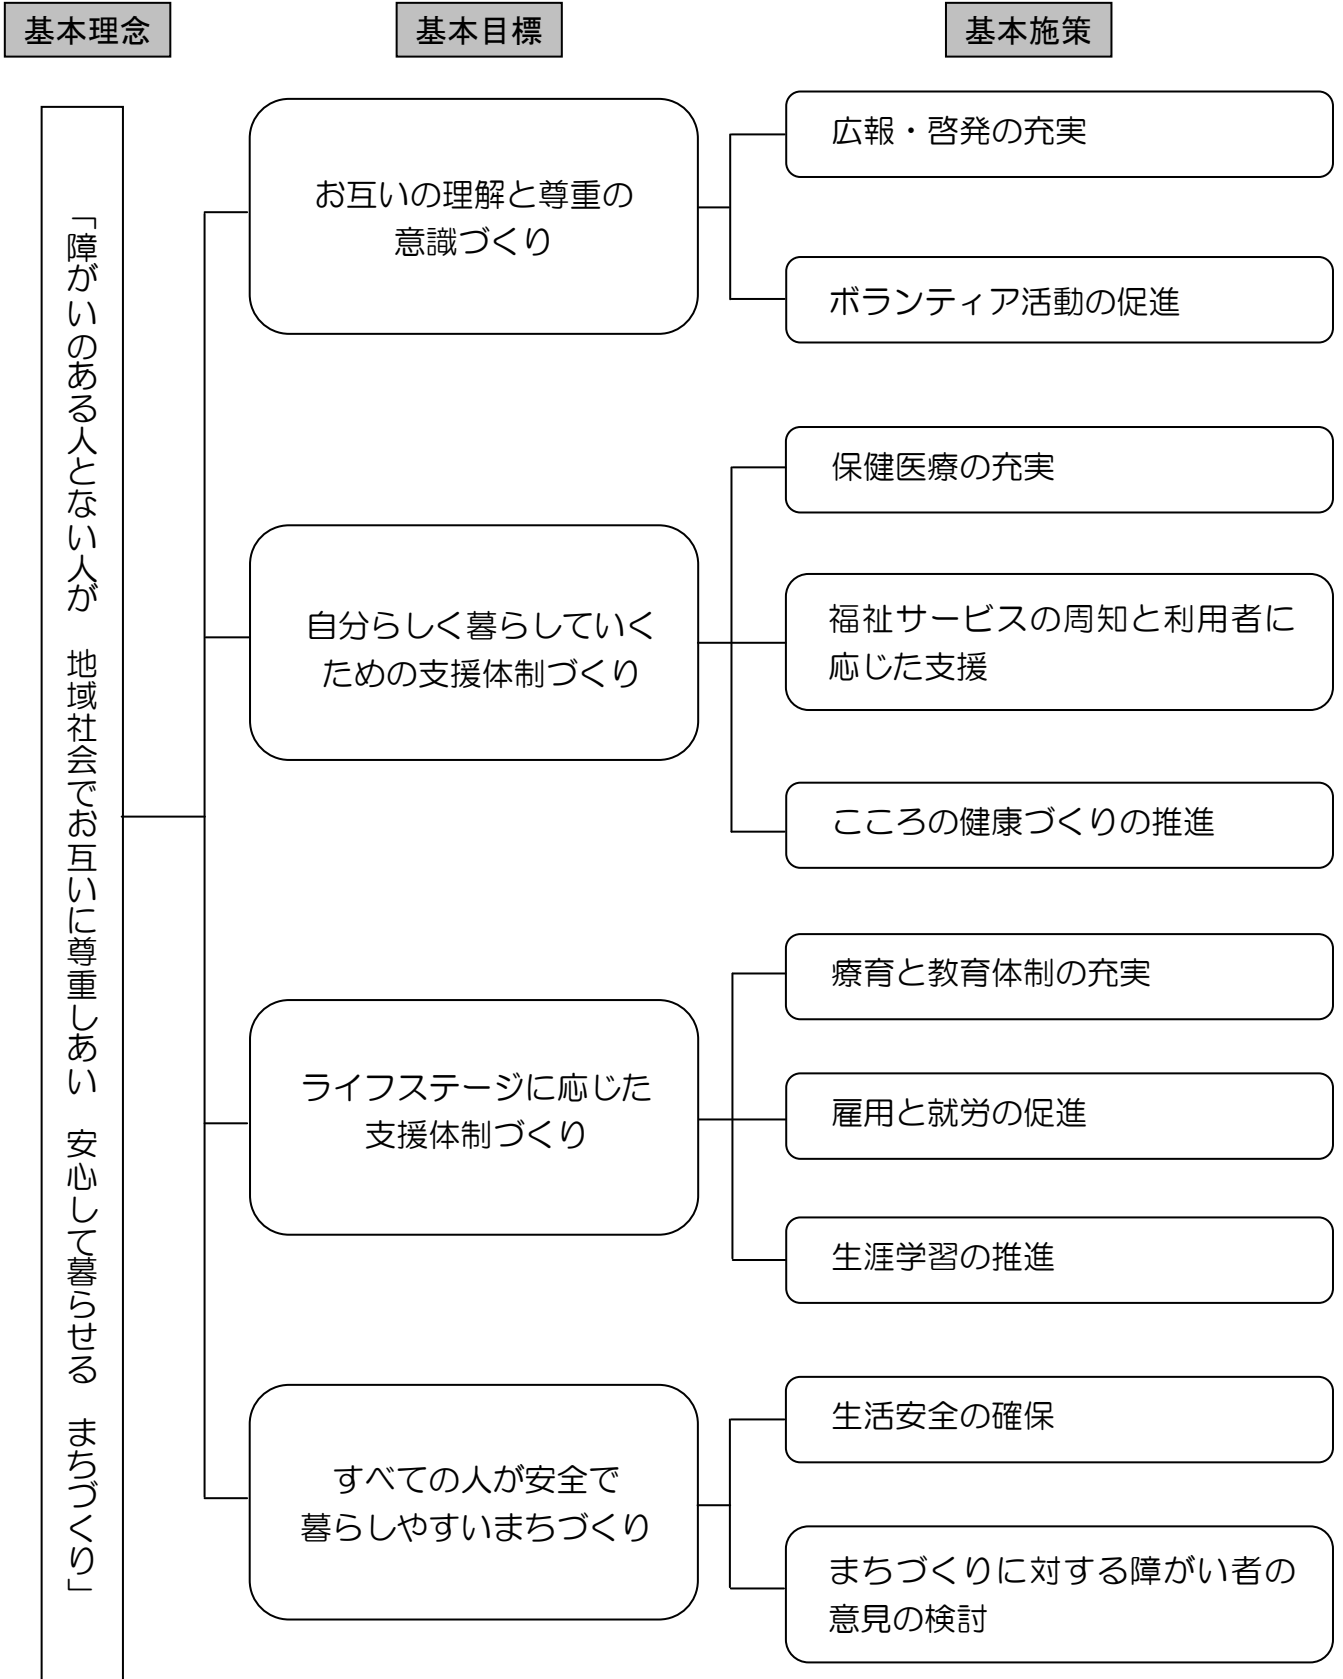 基本理念
基本目標
基本施策
「障がいのある人とない人が　地域社会でお互いに尊重しあい　安心して暮らせる　まちづくり」
お互いの理解と尊重の
意識づくり
広報・啓発の充実
ボランティア活動の促進
自分らしく暮らしていく
ための支援体制づくり
保健医療の充実
福祉サービスの周知と利用者に
応じた支援
こころの健康づくりの推進
ライフステージに応じた
支援体制づくり
療育と教育体制の充実
雇用と就労の促進
生涯学習の推進
すべての人が安全で
暮らしやすいまちづくり
生活安全の確保
まちづくりに対する障がい者の
意見の検討